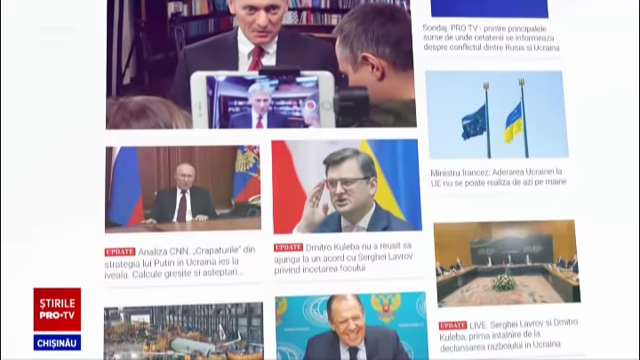 Sondaj. PRO TV - printre principalele
surse de unde cetatenii se informeaza
despre conflictul dintre Rusia si Ucraina
Ministru francez: Aderarea Ucrainei la
UE nu se poate realiza de azi pe maine
UPDATE Analiza CNN. „Crapaturile" din
strategia lui Putin in Ucraina ies la
iveala. Calcule gresite si asteptari...
UPDATE Dmitro Kuleba nu a reusit sa
ajunga la un acord cu Serghei Lavrov
privind incetarea focului
UPDATE LIVE. Serghei Lavrov si Dmitro
Kuleba, prima intalnire de la
declansarea razboiului in Ucraina
ȘTIRILE
PRO•TV
CHIȘINĂU